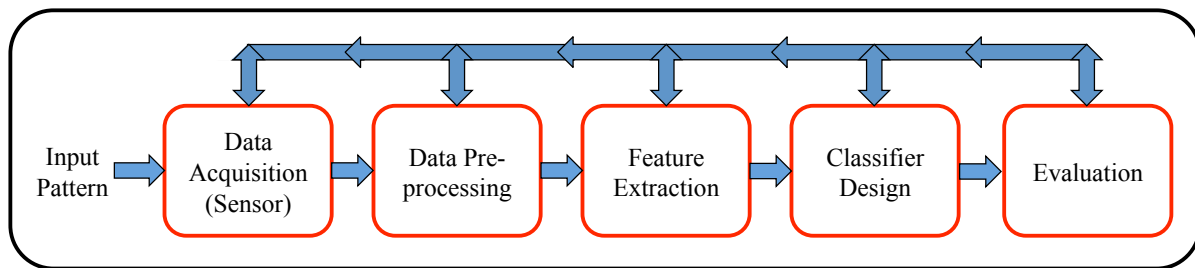 Input
Pattern
Data
Acquisition
(Sensor)
Data Pre-
processing
Feature
Extraction
Classifier
Design
Evaluation